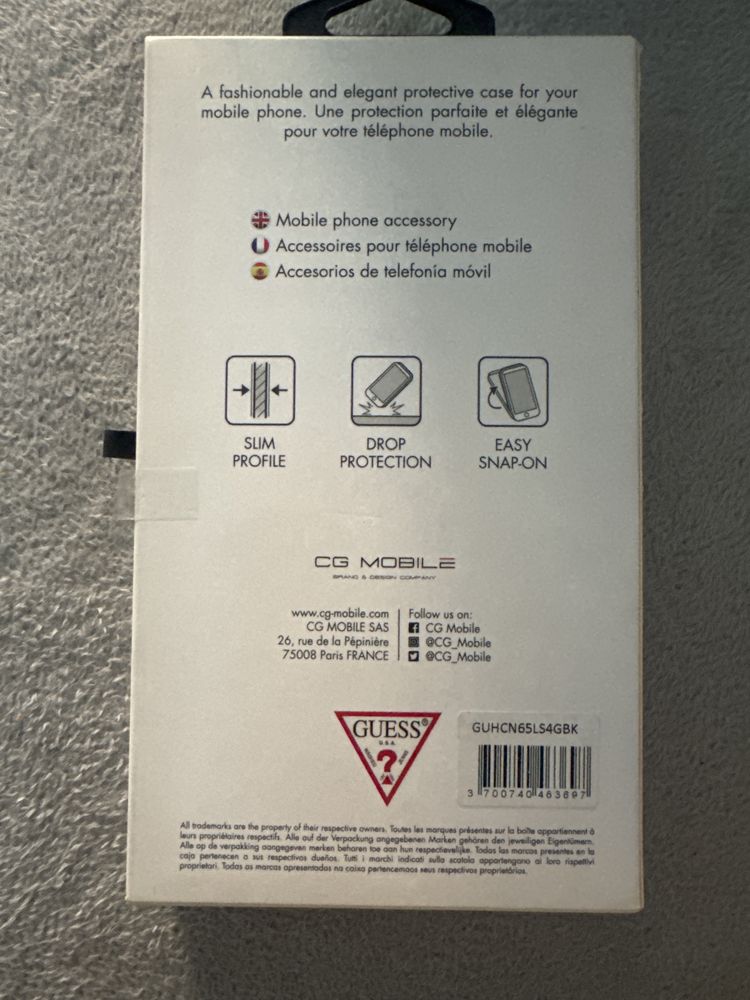 A fashionable and elegant protective case for your
mobile phone. Une protection parfaite et élégante
pour votre téléphone mobile.
Mobile phone accessory
Accessoires pour téléphone mobile
Accesorios de telefonía móvil
SLIM
PROFILE
DROP
PROTECTION
EASY
SNAP-ON
CG MOBILE
BRAND & DESIGN COMPANY
www.cg-mobile.com
CG MOBILE SAS
26, rue de la Pépinière
75008 Paris FRANCE
Follow us on:
CG Mobile
@CG_Mobile
@CG_Mobile
GUESS®
U.S.A.
?
GUHCN65LS4GBK
3 700740 463697
All trademarks are the property of their respective owners. Toutes les marques présentes sur la boîte appartiennent à
leurs propriétaires respectifs. Alle auf der Verpackung angegebenen Marken gehören den jeweiligen Eigentümern.
Alle op de verpakking aangegeven merken behoren toe aan hun respectievelijke. Todas las marcas presentes en la
caja pertenecen a sus respectivos dueños. Tutti i marchi indicati sulla scatola appartengono ai loro rispettivi
proprietari. Todas as marcas apresentadas na caixa pertencemaos seus respectivos proprietários.